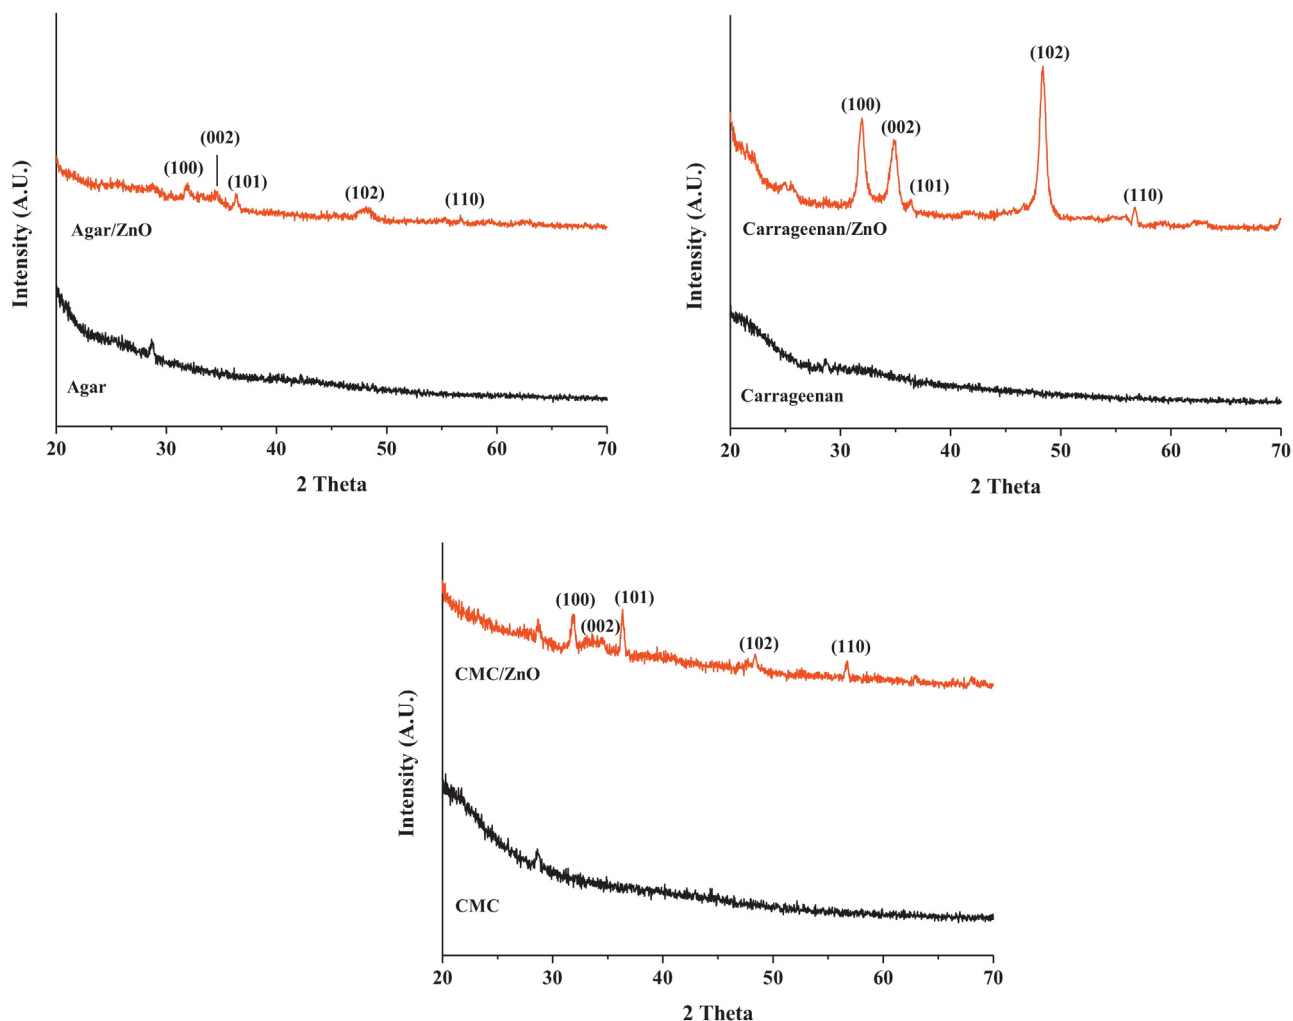 Intensity (A.U.)
(002)
(100)
(101)
(102)
(110)
Agar/ZnO
Agar
20 30 40 50 60 70
2 Theta
Intensity (A.U.)
(102)
(100)
(002)
(101)
(110)
Carrageenan/ZnO
Carrageenan
20 30 40 50 60 70
2 Theta
Intensity (A.U.)
(100)
(101)
(002)
(102)
(110)
CMC/ZnO
CMC
20 30 40 50 60 70
2 Theta